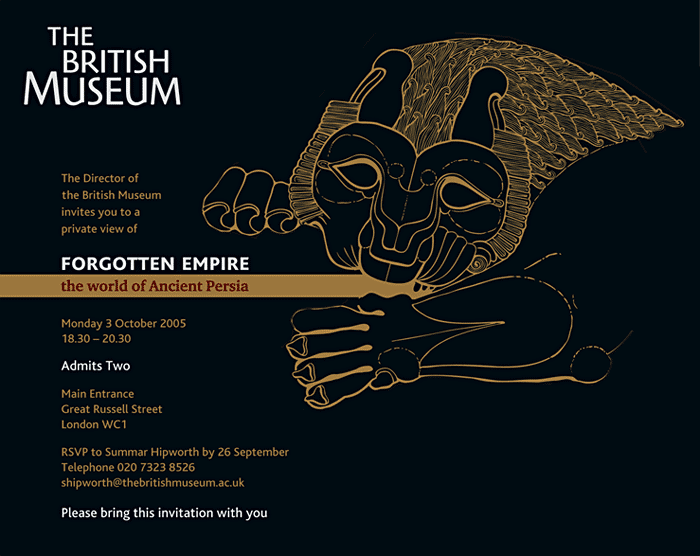 THE
BRITISH
MUSEUM
The Director of
the British Museum
invites you to a
private view of
FORGOTTEN EMPIRE
the world of Ancient Persia
Monday 3 October 2005
18.30 – 20.30
Admits Two
Main Entrance
Great Russell Street
London WC1
RSVP to Summar Hipworth by 26 September
Telephone 020 7323 8526
shipworth@thebritishmuseum.ac.uk
Please bring this invitation with you